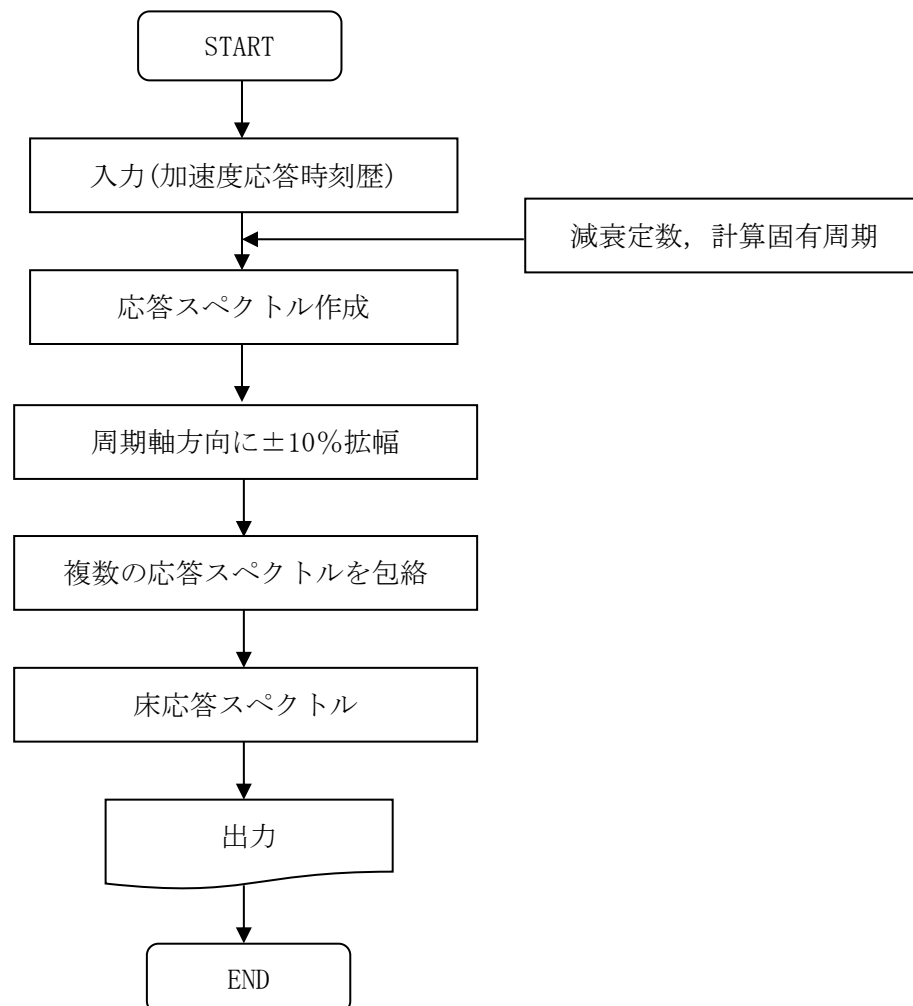 START
入力(加速度応答時刻歴)
減衰定数, 計算固有周期
応答スペクトル作成
周期軸方向に±10%拡幅
複数の応答スペクトルを包絡
床応答スペクトル
出力
END